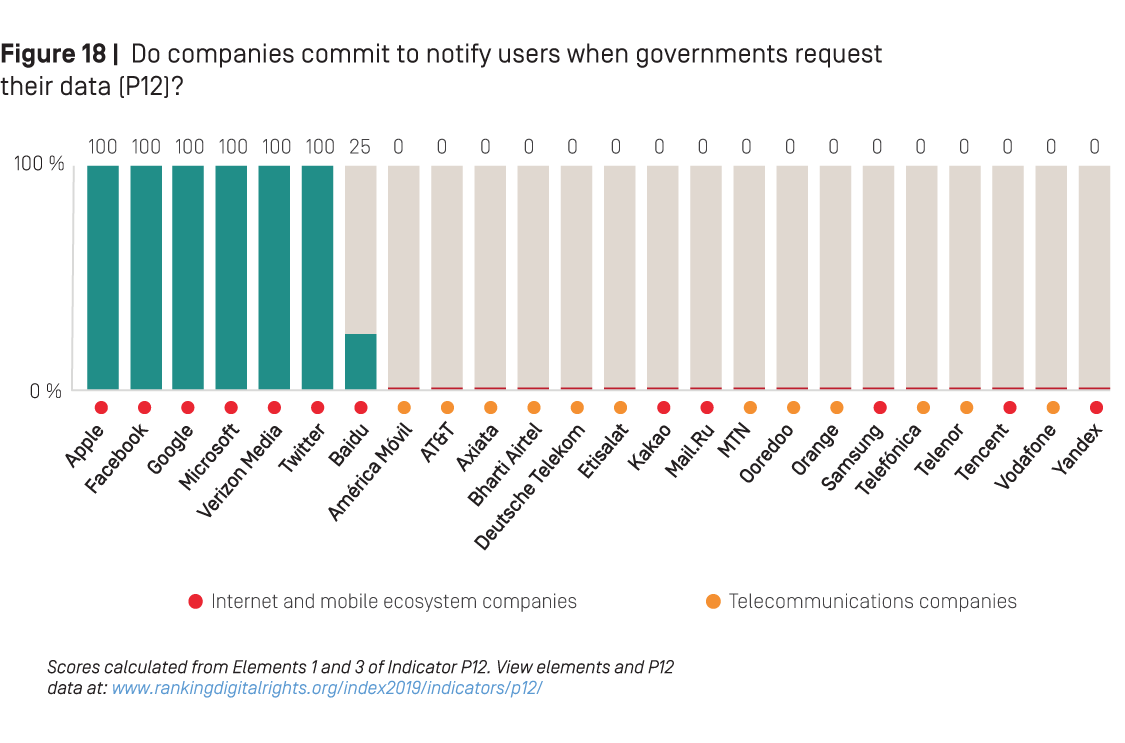 Figure 18 | Do companies commit to notify users when governments request
their data (P12)?
100 100 100 100 100 100 25 0 0 0 0 0 0 0 0 0 0 0 0 0 0 0 0 0
100 %
0 %
Apple
Facebook
Google
Microsoft
Verizon Media
Twitter
Baidu
América Móvil
AT&T
Axiata
Bharti Airtel
Deutsche Telekom
Etisalat
Kakao
Mail.Ru
MTN
Ooredoo
Orange
Samsung
Telefónica
Telenor
Tencent
Vodafone
Yandex
Internet and mobile ecosystem companies
Telecommunications companies
Scores calculated from Elements 1 and 3 of Indicator P12. View elements and P12
data at: www.rankingdigitalrights.org/index2019/indicators/p12/